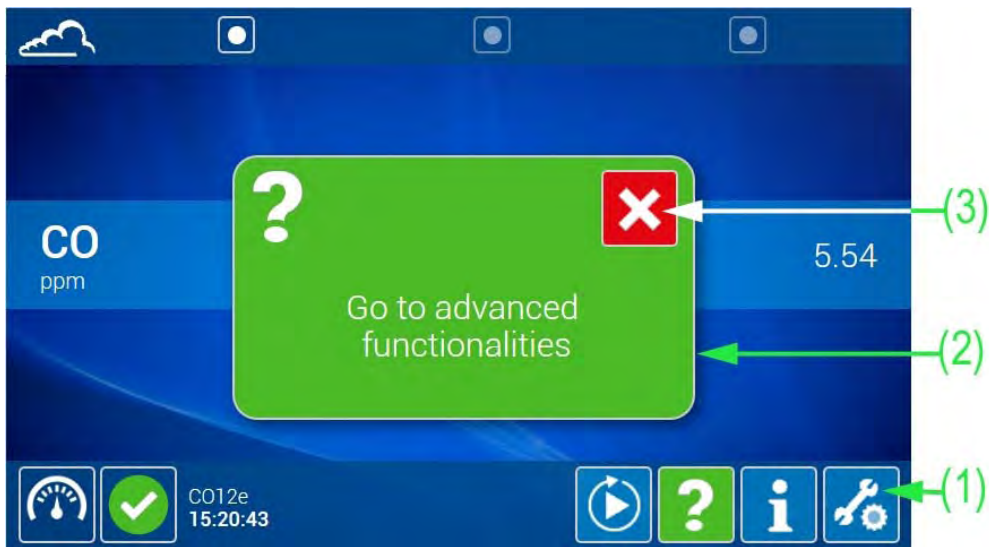 ?
(3)
CO
ppm
5.54
Go to advanced
functionalities
(2)
CO12e
15:20:43
?
i
(1)